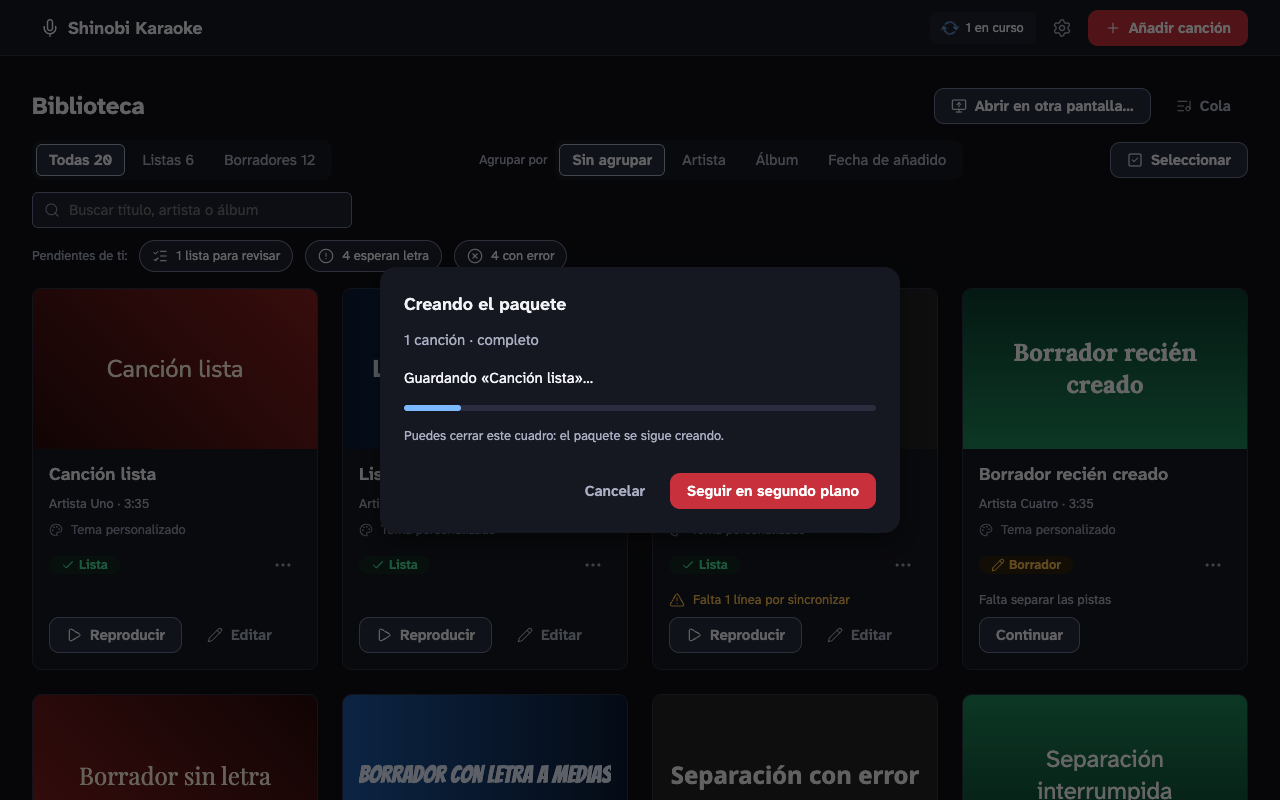 Shinobi Karaoke
1 en curso
Añadir canción
Biblioteca
Abrir en otra pantalla...
Cola
Todas 20
Listas 6
Borradores 12
Agrupar por
Sin agrupar
Artista
Álbum
Fecha de añadido
Seleccionar
Buscar título, artista o álbum
Pendientes de ti:
1 lista para revisar
4 esperan letra
4 con error
Creando el paquete
1 canción · completo
Guardando «Canción lista»...
Puedes cerrar este cuadro: el paquete se sigue creando.
Cancelar
Seguir en segundo plano
Canción lista
Canción lista
Artista Uno · 3:35
Tema personalizado
Lista
Reproducir
Editar
Lista
Reproducir
Editar
Lista
Falta 1 línea por sincronizar
Reproducir
Editar
Borrador recién
creado
Borrador recién creado
Artista Cuatro · 3:35
Tema personalizado
Borrador
Falta separar las pistas
Continuar
Borrador sin letra
BORRADOR CON LETRA A MEDIAS
Separación con error
Separación
interrumpida